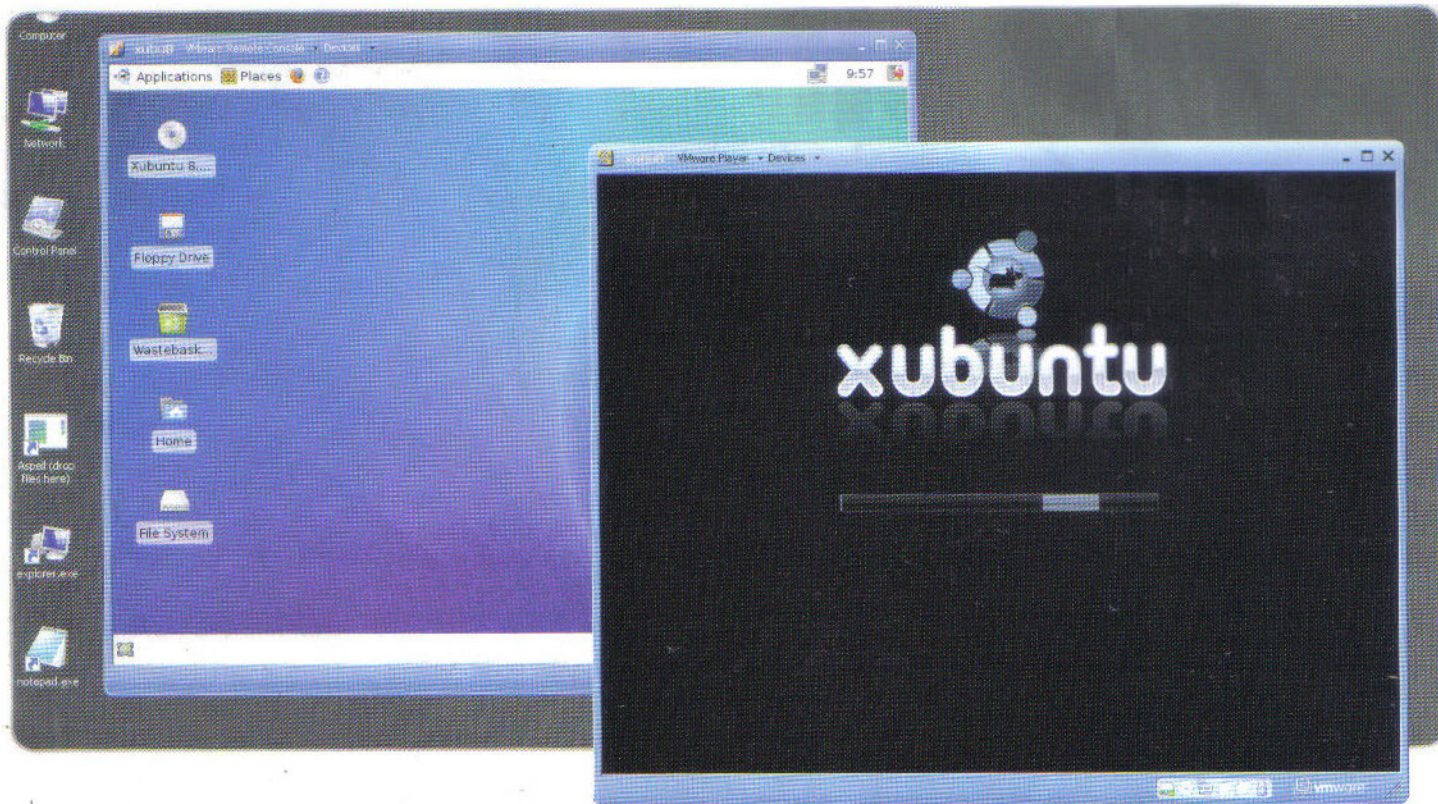 Computer
Network
Control Panel
Recycle Bin
Aspell (drop
files here)
explorer.exe
notepad.exe
xubu8 VMware Remote Console Devices
Applications Places 9:57
Xubuntu 8....
Floppy Drive
Wastebask...
Home
File System
VMware Player Devices
xubuntu
vmware